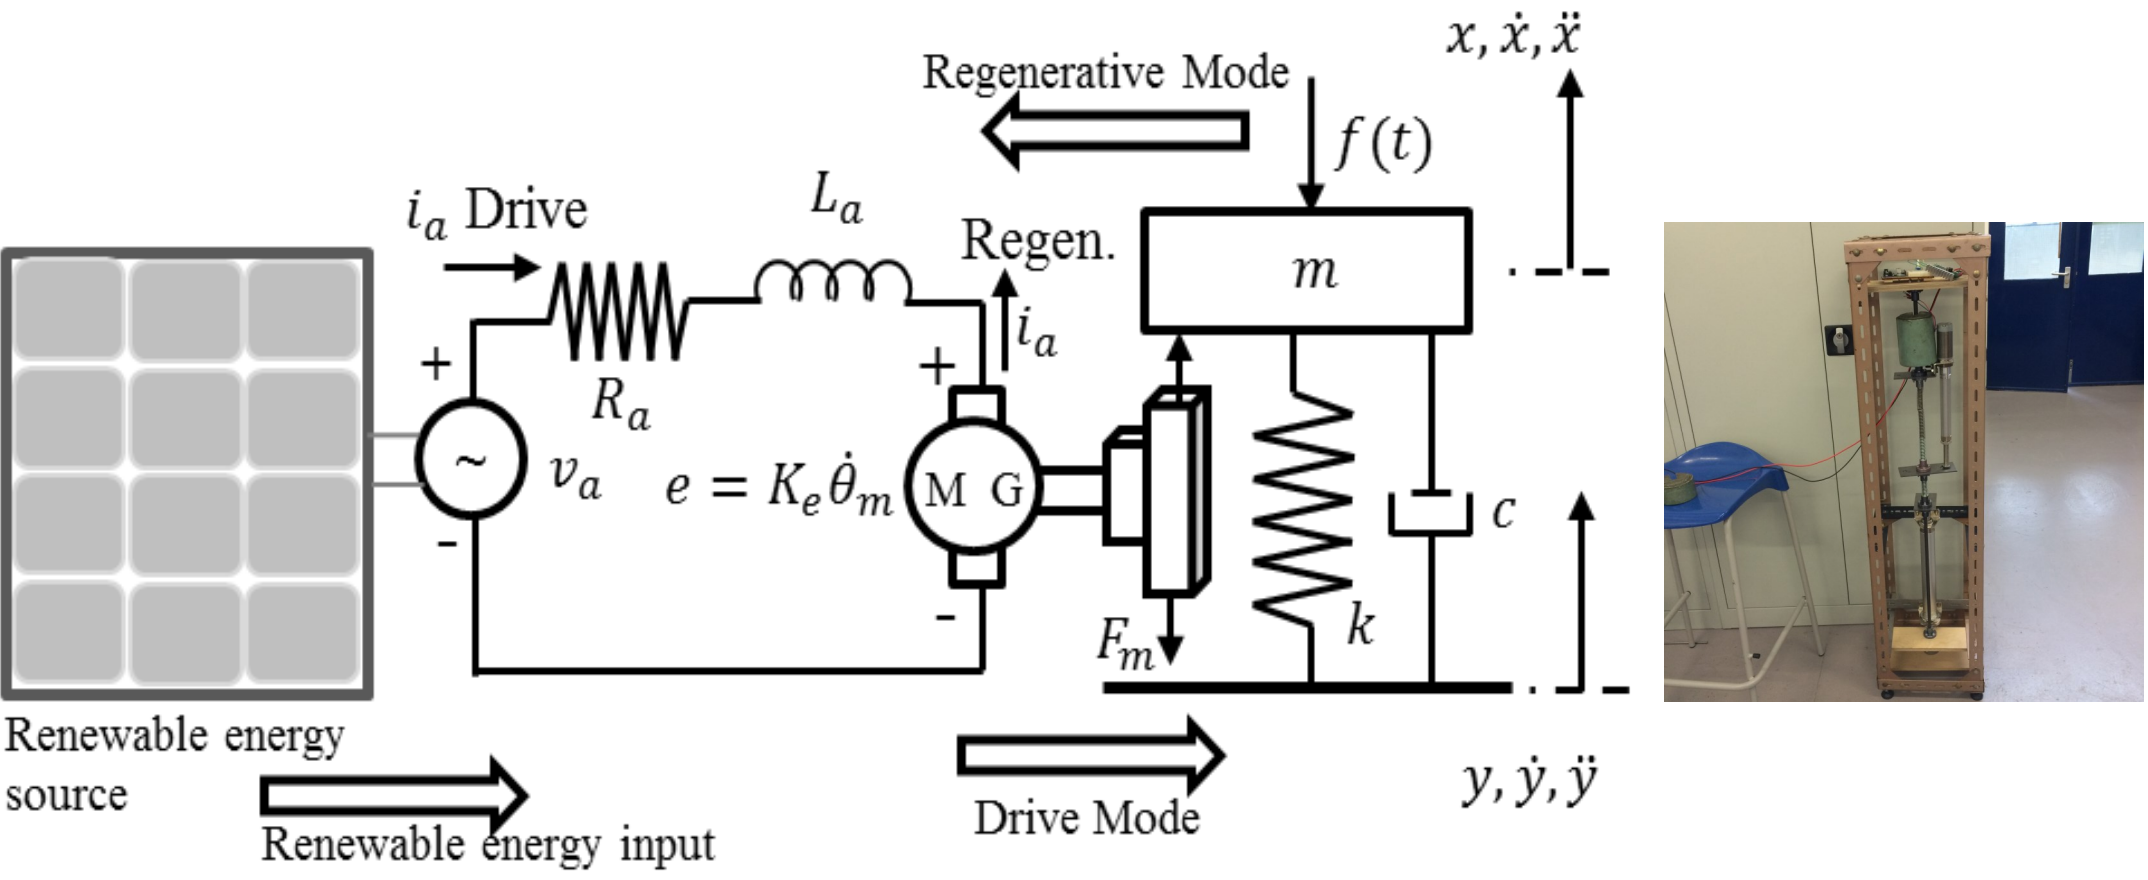 x, ẋ, ẍ
Regenerative Mode
f(t)
i_a Drive
L_a
Regen.
m
i_a
+
+
R_a
~
v_a
e = K_e θ̇_m
M G
c
-
-
F_m
k
Renewable energy
source
Renewable energy input
Drive Mode
y, ẏ, ÿ